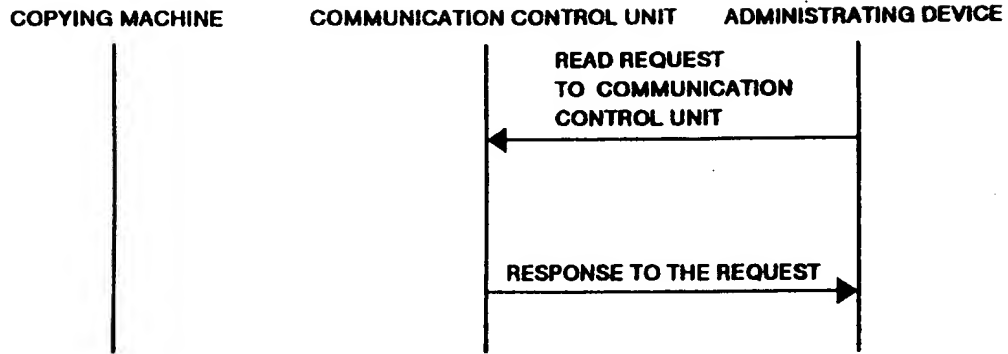 COPYING MACHINE
COMMUNICATION CONTROL UNIT
ADMINISTRATING DEVICE
READ REQUEST
TO COMMUNICATION
CONTROL UNIT
RESPONSE TO THE REQUEST